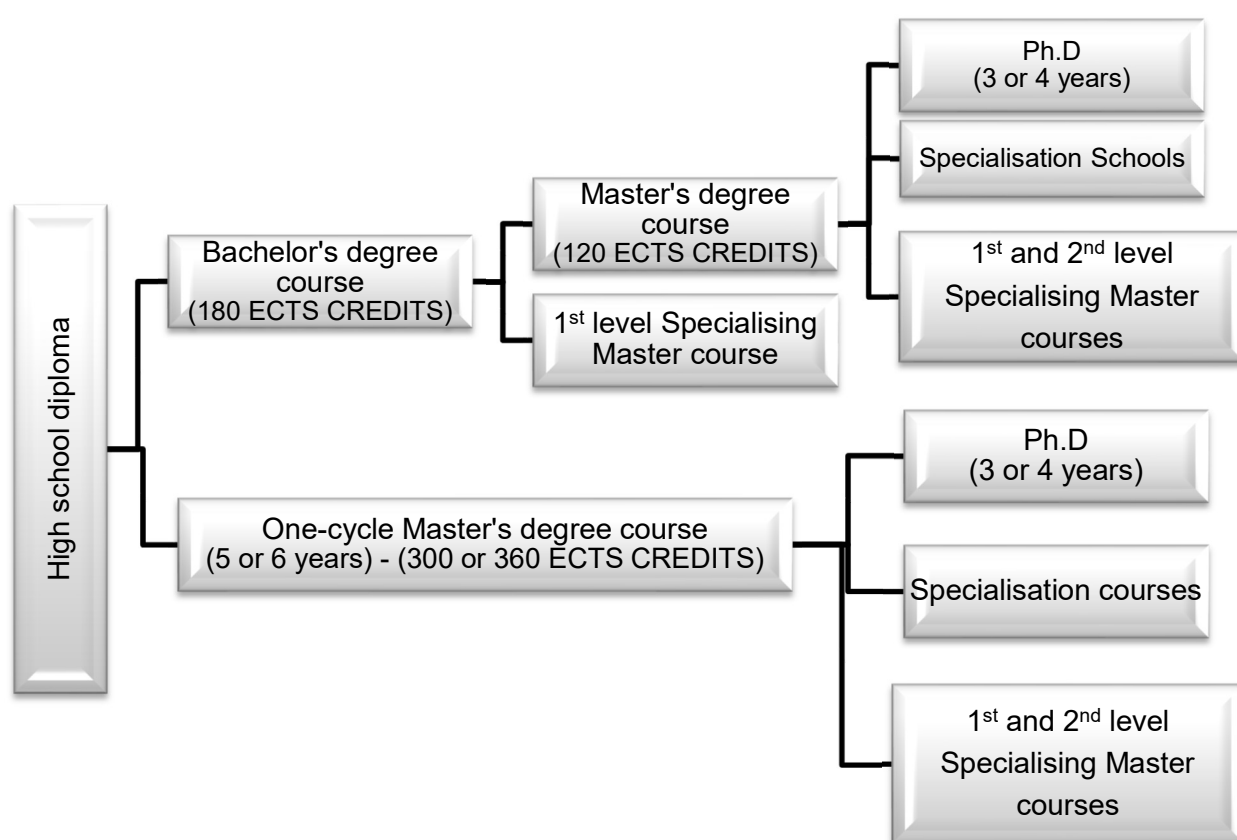 High school diploma
Bachelor's degree
course
(180 ECTS CREDITS)
Master's degree
course
(120 ECTS CREDITS)
1st level Specialising
Master course
Ph.D
(3 or 4 years)
Specialisation Schools
1st and 2nd level
Specialising Master
courses
One-cycle Master's degree course
(5 or 6 years) - (300 or 360 ECTS CREDITS)
Ph.D
(3 or 4 years)
Specialisation courses
1st and 2nd level
Specialising Master
courses